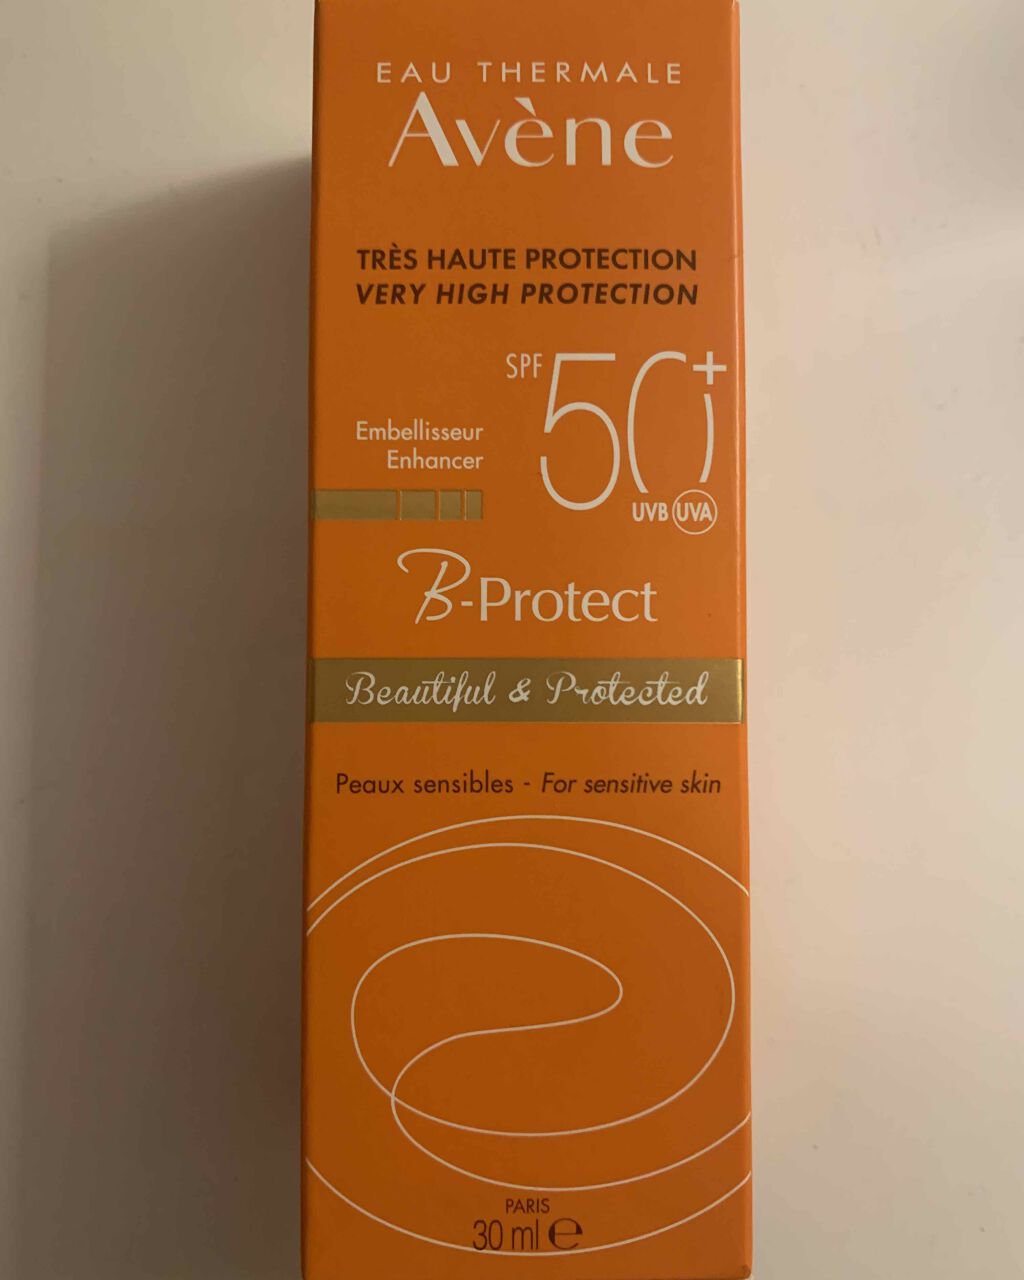 EAU THERMALE
Avène
TRÈS HAUTE PROTECTION
VERY HIGH PROTECTION
SPF 50+
Embellisseur
Enhancer
UVB UVA
B-Protect
Beautiful & Protected
Peaux sensibles - For sensitive skin
PARIS
30 ml e